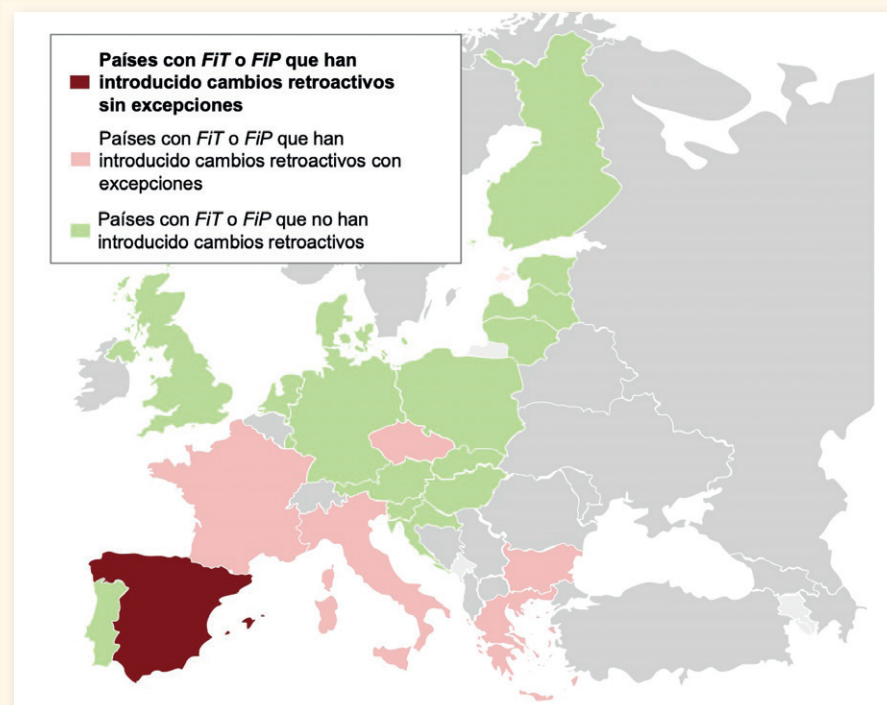 Países con FiT o FiP que han
introducido cambios retroactivos
sin excepciones
Países con FiT o FiP que han
introducido cambios retroactivos con
excepciones
Países con FiT o FiP que no han
introducido cambios retroactivos